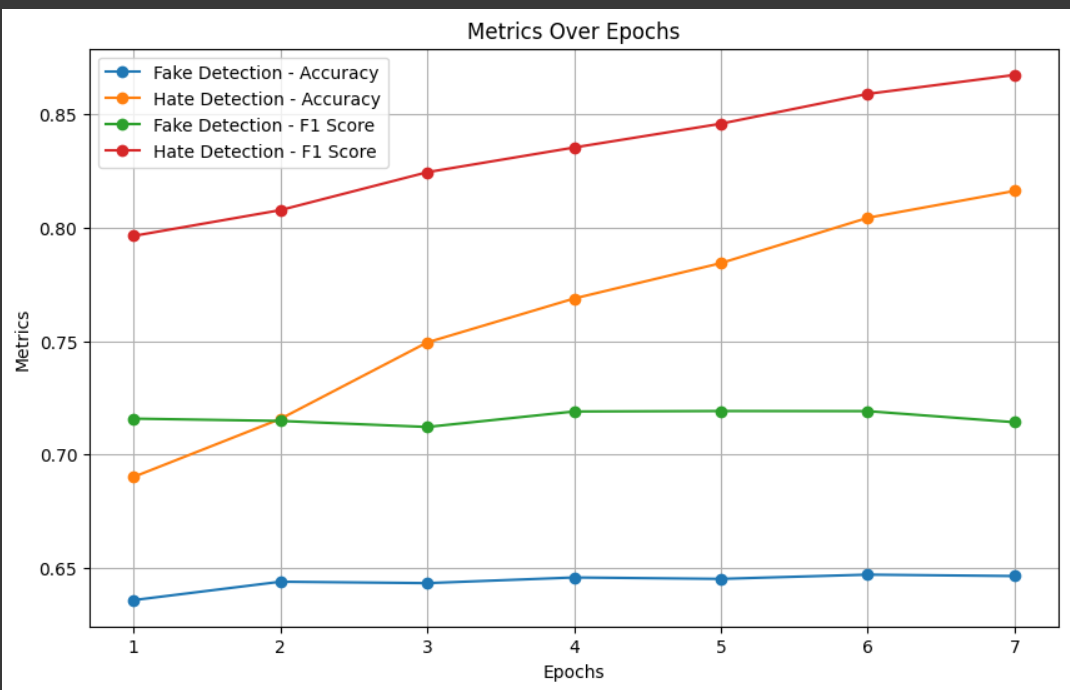 Metrics Over Epochs
Fake Detection - Accuracy
Hate Detection - Accuracy
Fake Detection - F1 Score
Hate Detection - F1 Score
0.85
0.80
0.75
0.70
0.65
Metrics
1 2 3 4 5 6 7
Epochs